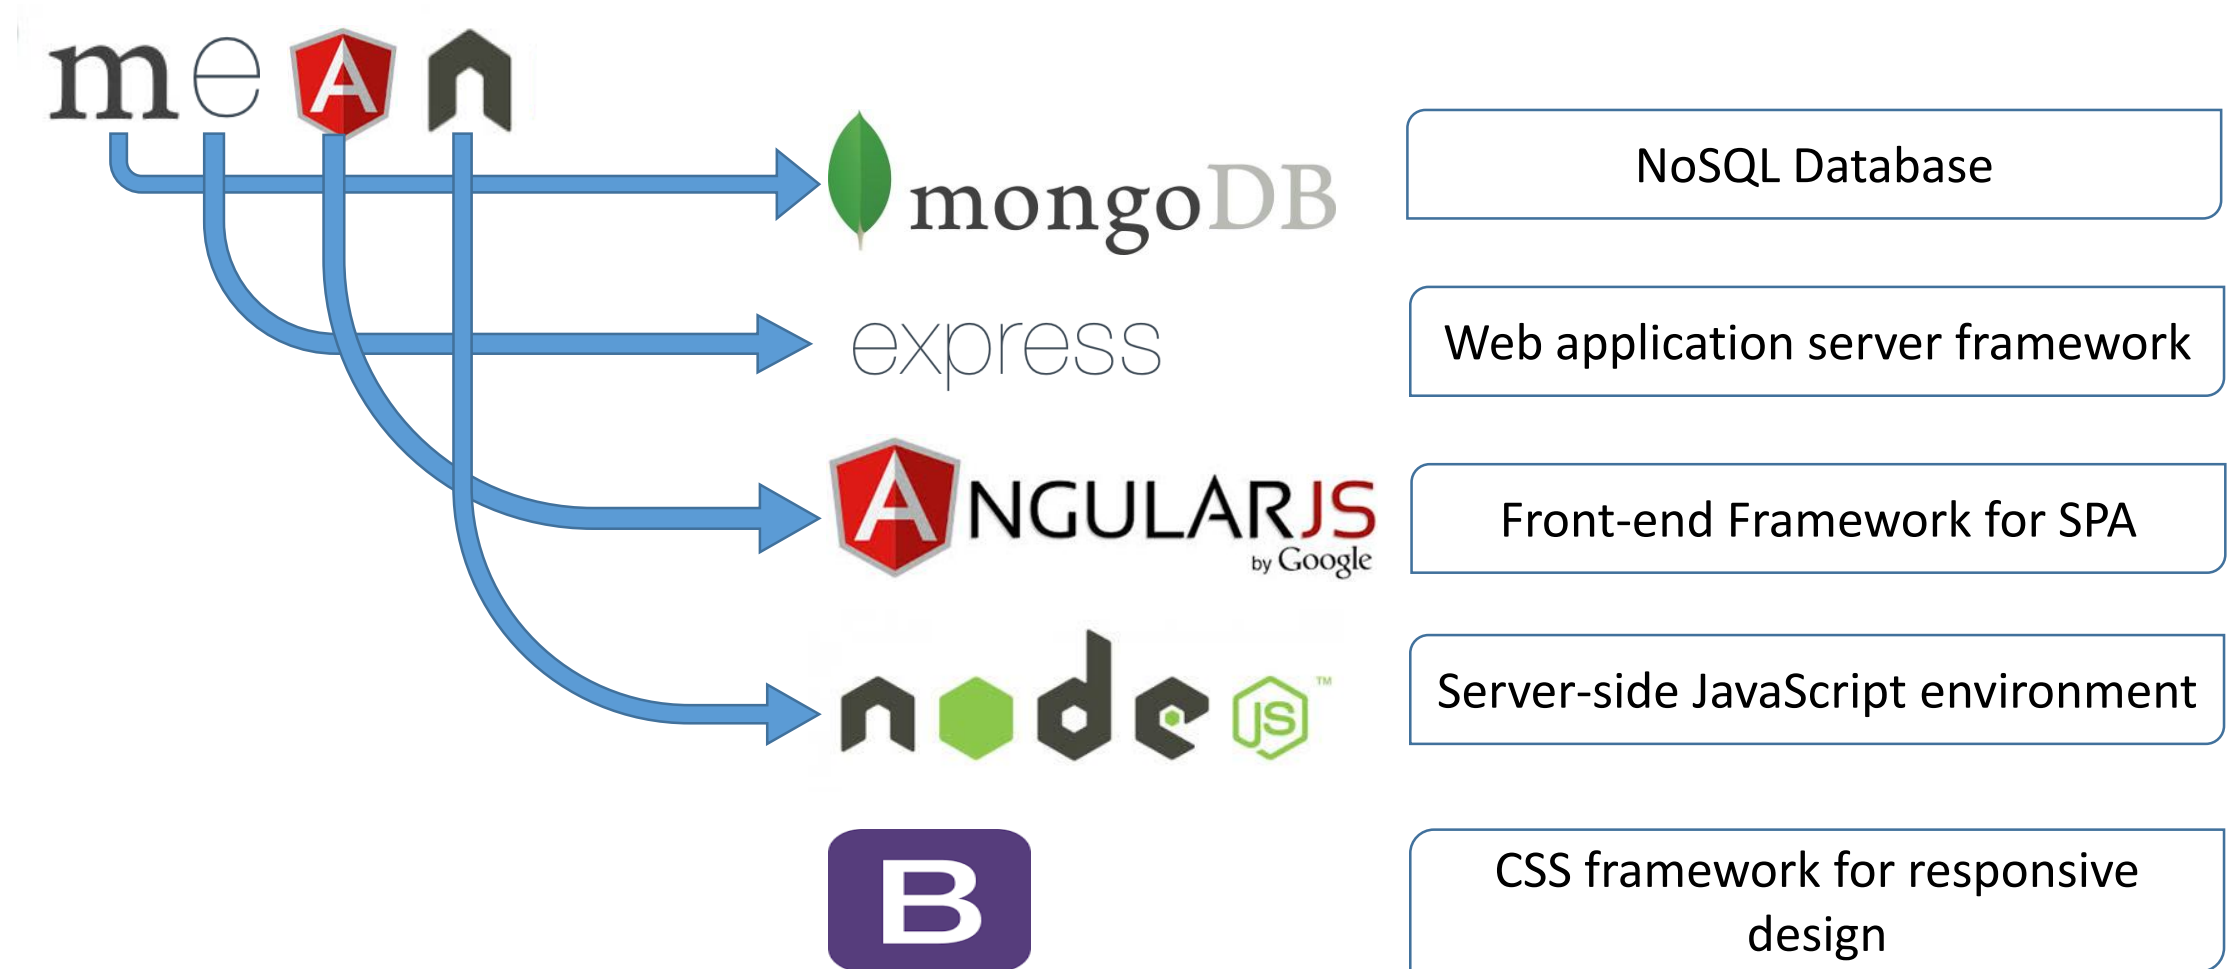 meAn
mongoDB
NoSQL Database
express
Web application server framework
ANGULARJS
by Google
Front-end Framework for SPA
node JS™
Server-side JavaScript environment
B
CSS framework for responsive
design